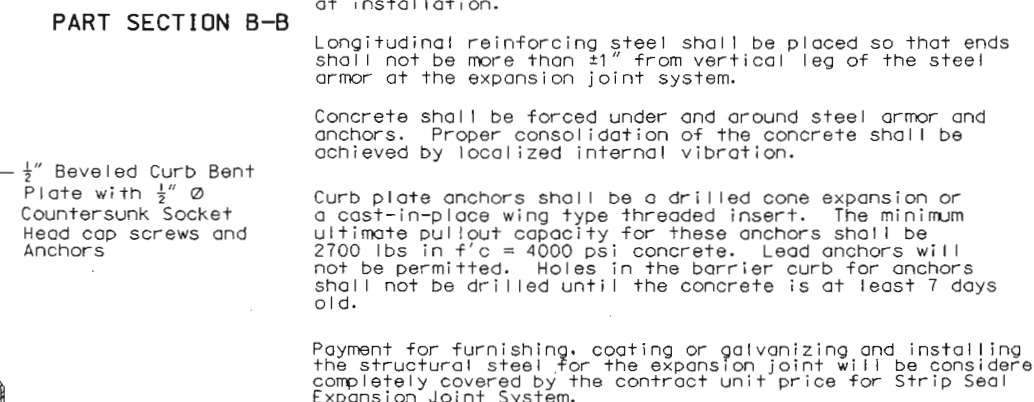 at installation.
PART SECTION B-B
Longitudinal reinforcing steel shall be placed so that ends
shall not be more than ±1" from vertical leg of the steel
armor at the expansion joint system.
Concrete shall be forced under and around steel armor and
anchors. Proper consolidation of the concrete shall be
achieved by localized internal vibration.
½" Beveled Curb Bent
Plate with ½" Ø
Countersunk Socket
Head cap screws and
Anchors
Curb plate anchors shall be a drilled cone expansion or
a cast-in-place wing type threaded insert. The minimum
ultimate pullout capacity for these anchors shall be
2700 lbs in f'c = 4000 psi concrete. Lead anchors will
not be permitted. Holes in the barrier curb for anchors
shall not be drilled until the concrete is at least 7 days
old.
Payment for furnishing, coating or galvanizing and installing
the structural steel for the expansion joint will be considere
completely covered by the contract unit price for Strip Seal
Expansion Joint System.